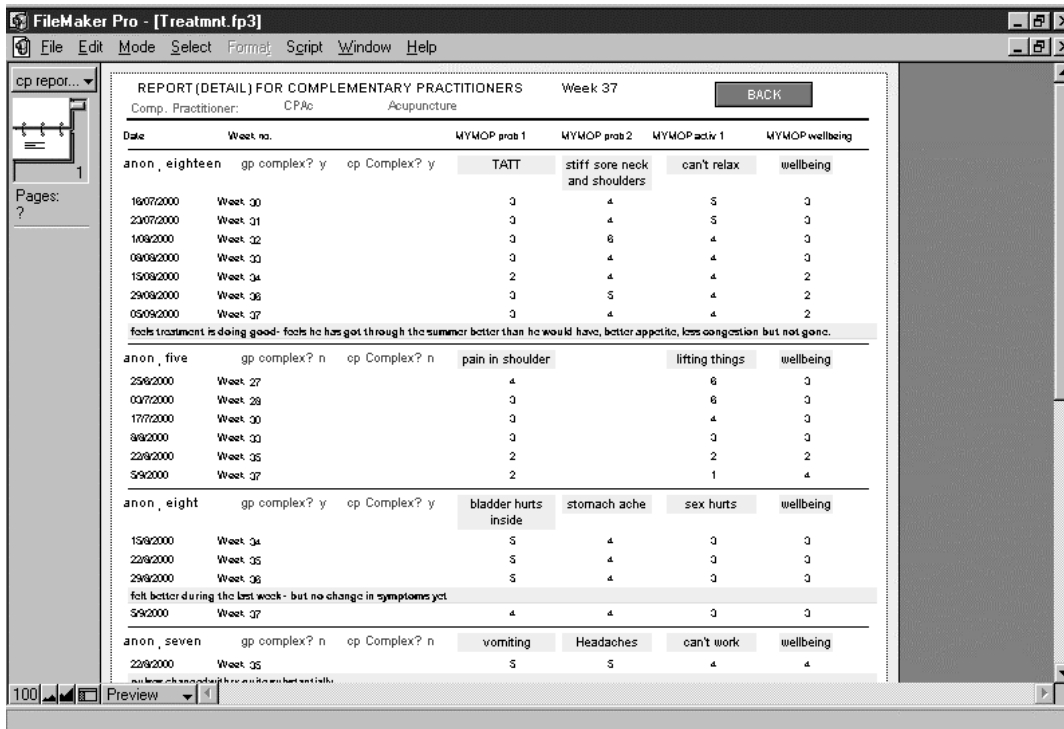 FileMaker Pro - [Treatmnt.fp3]
File Edit Mode Select Format Script Window Help
cp repor...
1
Pages:
?
REPORT (DETAIL) FOR COMPLEMENTARY PRACTITIONERS Week 37 BACK
Comp. Practitioner: CPAc Acupuncture
Date Week no. MYMOP prob 1 MYMOP prob 2 MYMOP activ 1 MYMOP wellbeing
anon , eighteen gp complex? y cp Complex? y TATT stiff sore neck and shoulders can't relax wellbeing
16/07/2000 Week 30 3 4 5 3
23/07/2000 Week 31 3 4 5 3
1/08/2000 Week 32 3 6 4 3
08/08/2000 Week 33 3 4 4 3
15/08/2000 Week 34 2 4 4 2
29/08/2000 Week 36 3 5 4 2
05/09/2000 Week 37 3 4 4 2
feels treatment is doing good- feels he has got through the summer better than he would have, better appetite, less congestion but not gone.
anon , five gp complex? n cp Complex? n pain in shoulder lifting things wellbeing
25/6/2000 Week 27 4 6 3
03/7/2000 Week 28 3 6 3
17/7/2000 Week 30 3 4 3
8/8/2000 Week 33 3 3 3
22/8/2000 Week 35 2 2 2
5/9/2000 Week 37 2 1 4
anon , eight gp complex? y cp Complex? y bladder hurts inside stomach ache sex hurts wellbeing
15/8/2000 Week 34 5 4 3 3
22/8/2000 Week 35 5 4 3 3
29/8/2000 Week 36 5 4 3 3
felt better during the last week - but no change in symptoms yet
5/9/2000 Week 37 4 4 3 3
anon , seven gp complex? n cp Complex? n vomiting Headaches can't work wellbeing
22/8/2000 Week 35 5 5 4 4
100 Preview